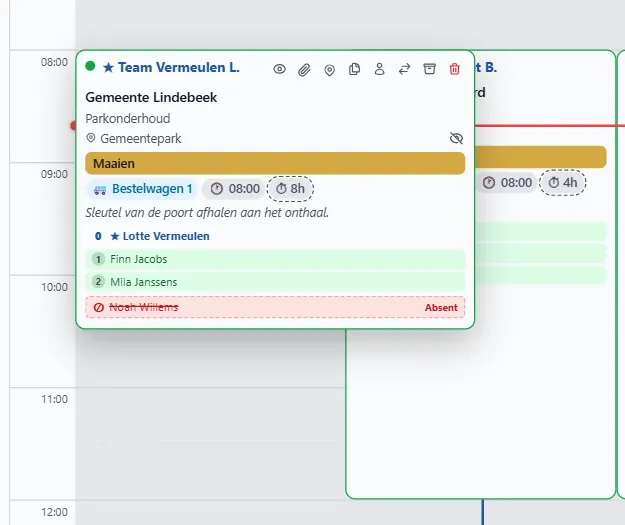 08:00
★ Team Vermeulen L.
t B.
Gemeente Lindebeek
rd
Parkonderhoud
Gemeentepark
Maaien
09:00
Bestelwagen 1 08:00 8h
08:00 4h
Sleutel van de poort afhalen aan het onthaal.
0 ★ Lotte Vermeulen
1 Finn Jacobs
2 Mila Janssens
10:00
Noah Willems Absent
11:00
12:00